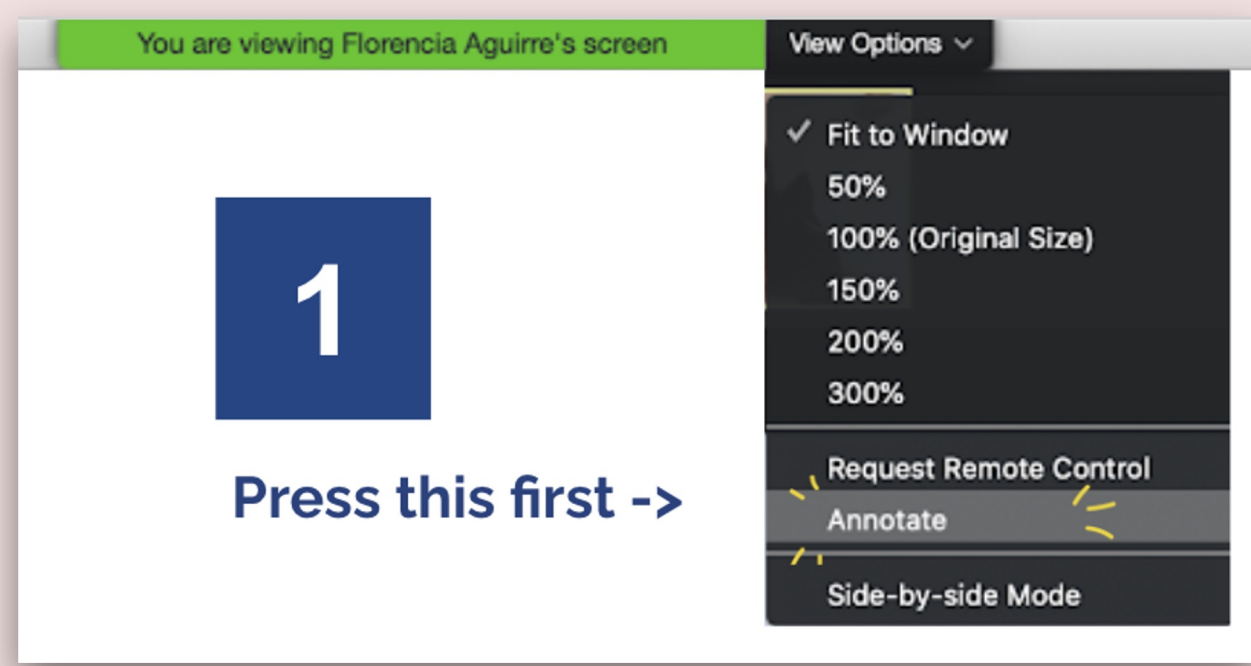 You are viewing Florencia Aguirre's screen
View Options
Fit to Window
50%
100% (Original Size)
150%
200%
300%
Request Remote Control
Annotate
Side-by-side Mode
1
Press this first ->